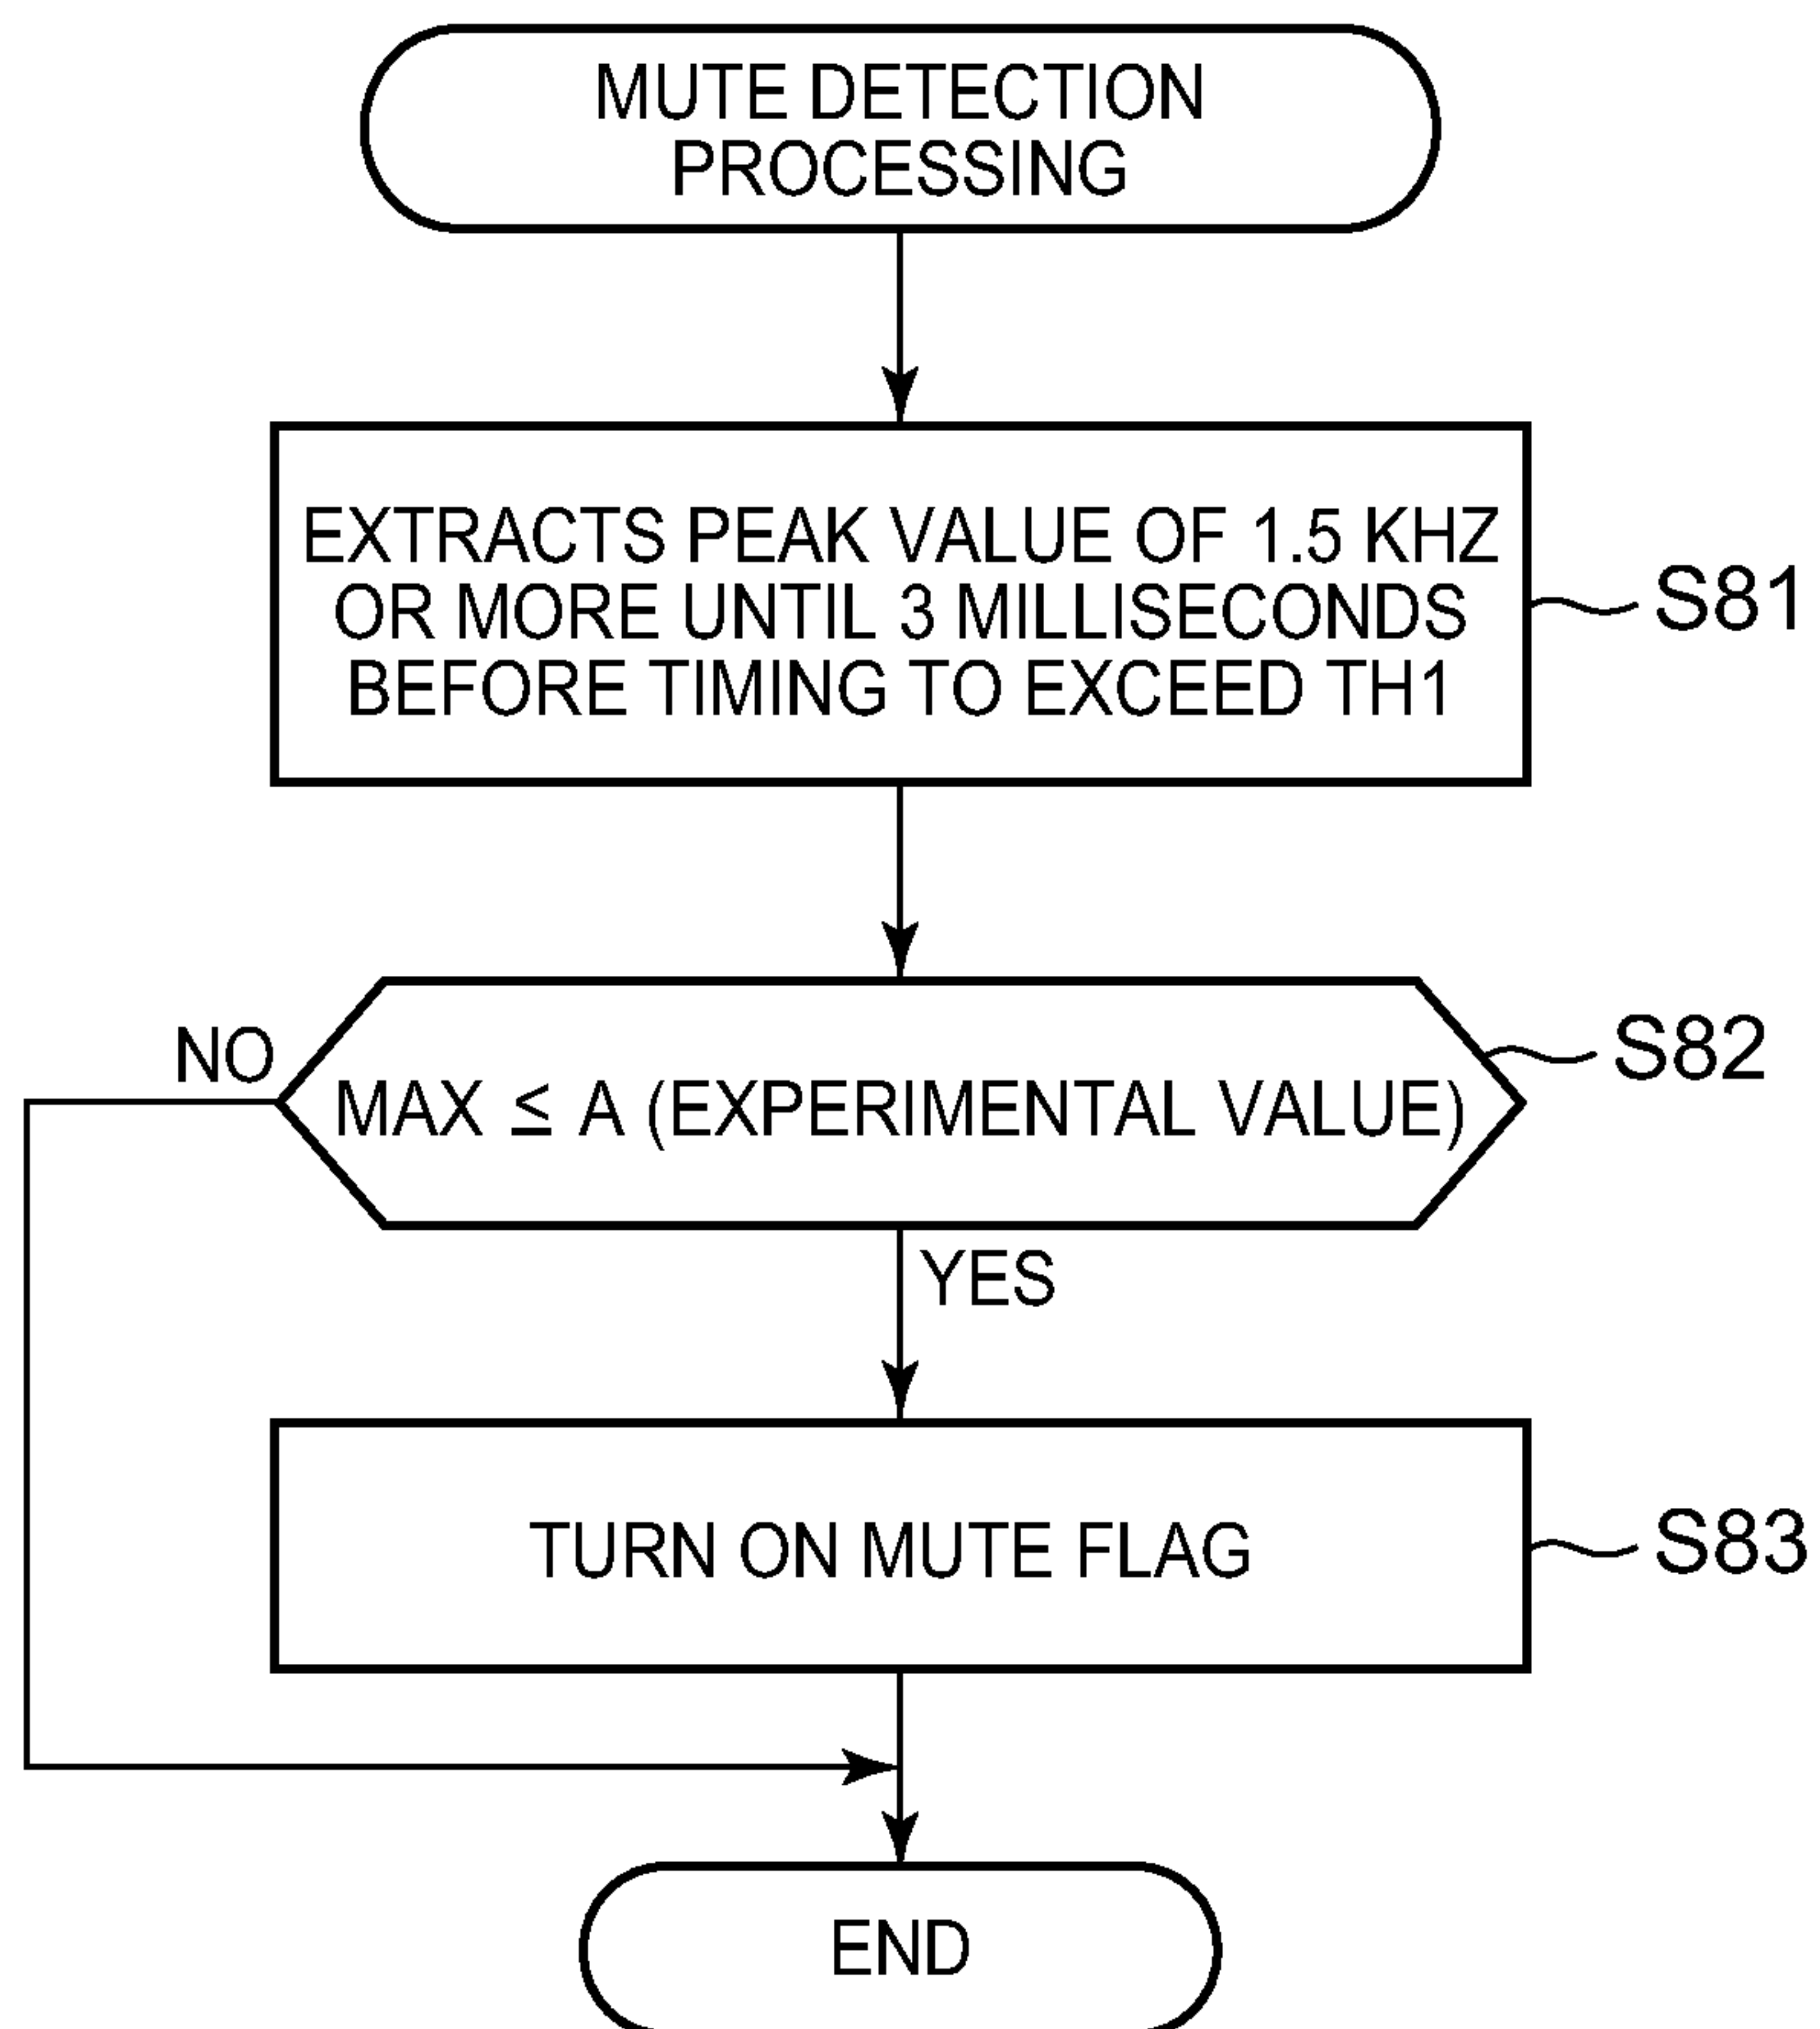 MUTE DETECTION
PROCESSING
EXTRACTS PEAK VALUE OF 1.5 KHZ
OR MORE UNTIL 3 MILLISECONDS
BEFORE TIMING TO EXCEED TH1
S81
NO
MAX ≤ A (EXPERIMENTAL VALUE)
S82
YES
TURN ON MUTE FLAG
S83
END